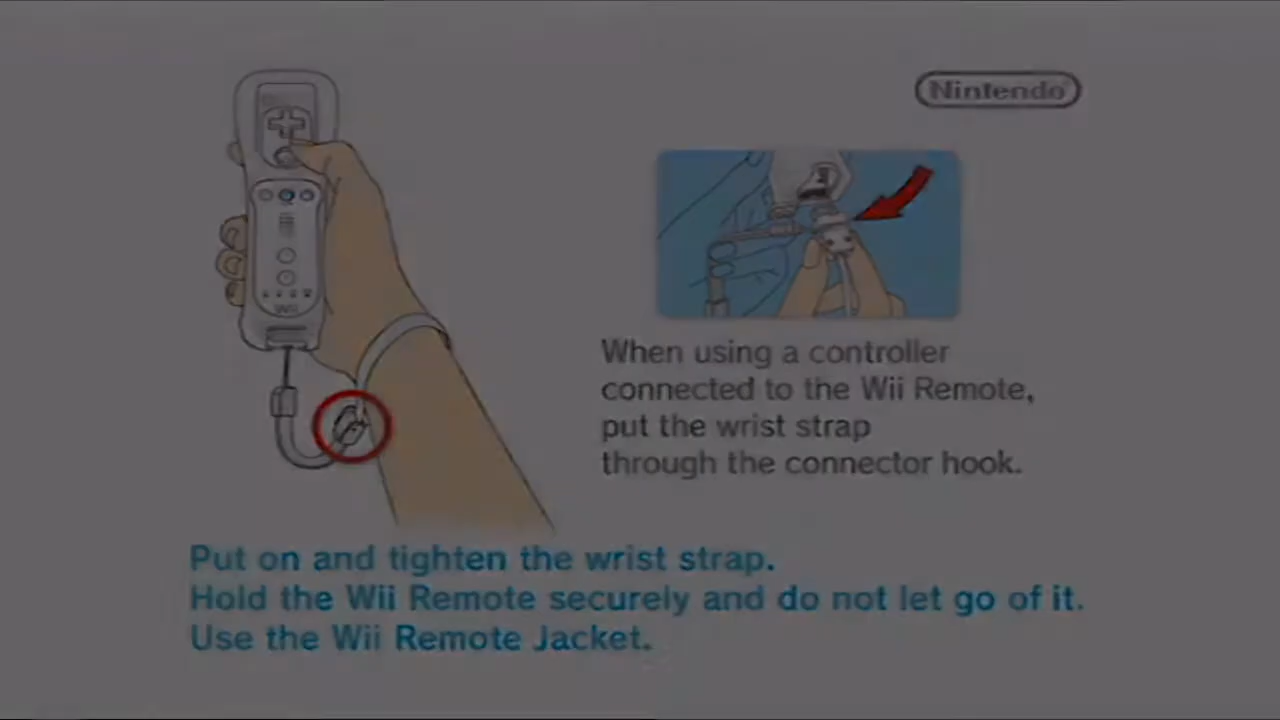 Nintendo
Wii
When using a controller
connected to the Wii Remote,
put the wrist strap
through the connector hook.
Put on and tighten the wrist strap.
Hold the Wii Remote securely and do not let go of it.
Use the Wii Remote Jacket.